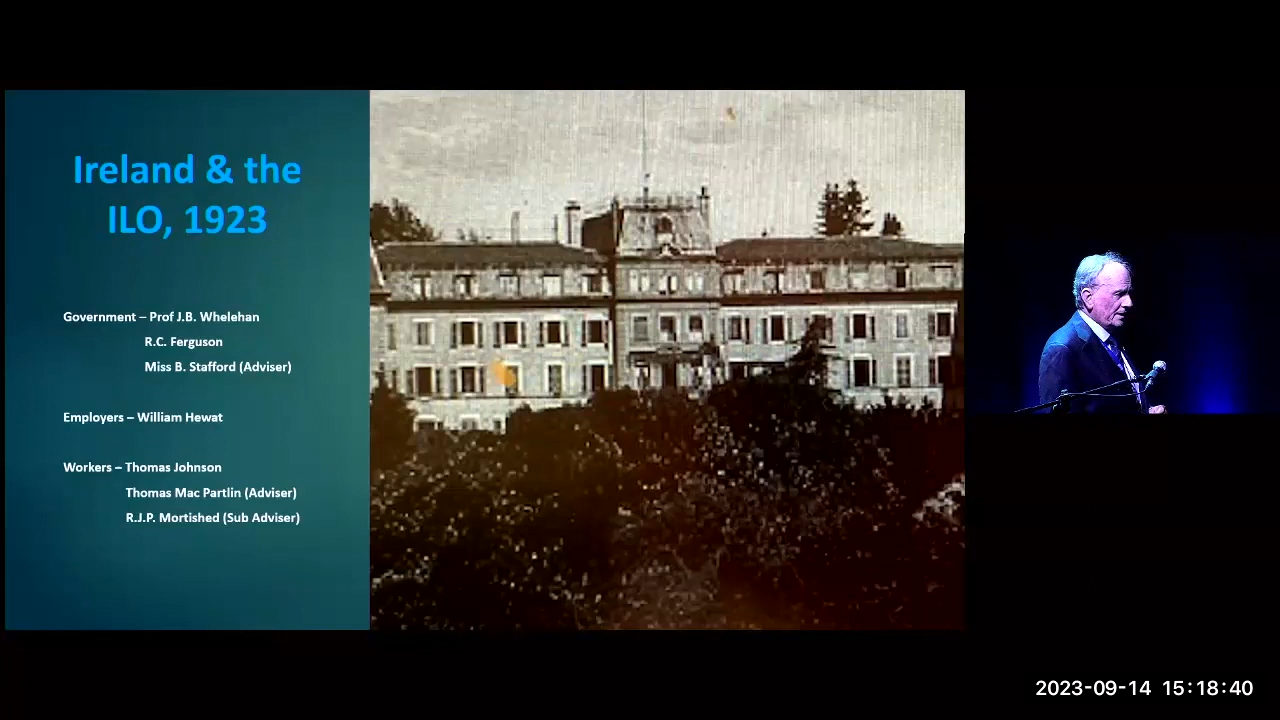 Ireland & the
ILO, 1923
Government – Prof J.B. Whelehan
R.C. Ferguson
Miss B. Stafford (Adviser)
Employers – William Hewat
Workers – Thomas Johnson
Thomas Mac Partlin (Adviser)
R.J.P. Mortished (Sub Adviser)
2023-09-14 15:18:40